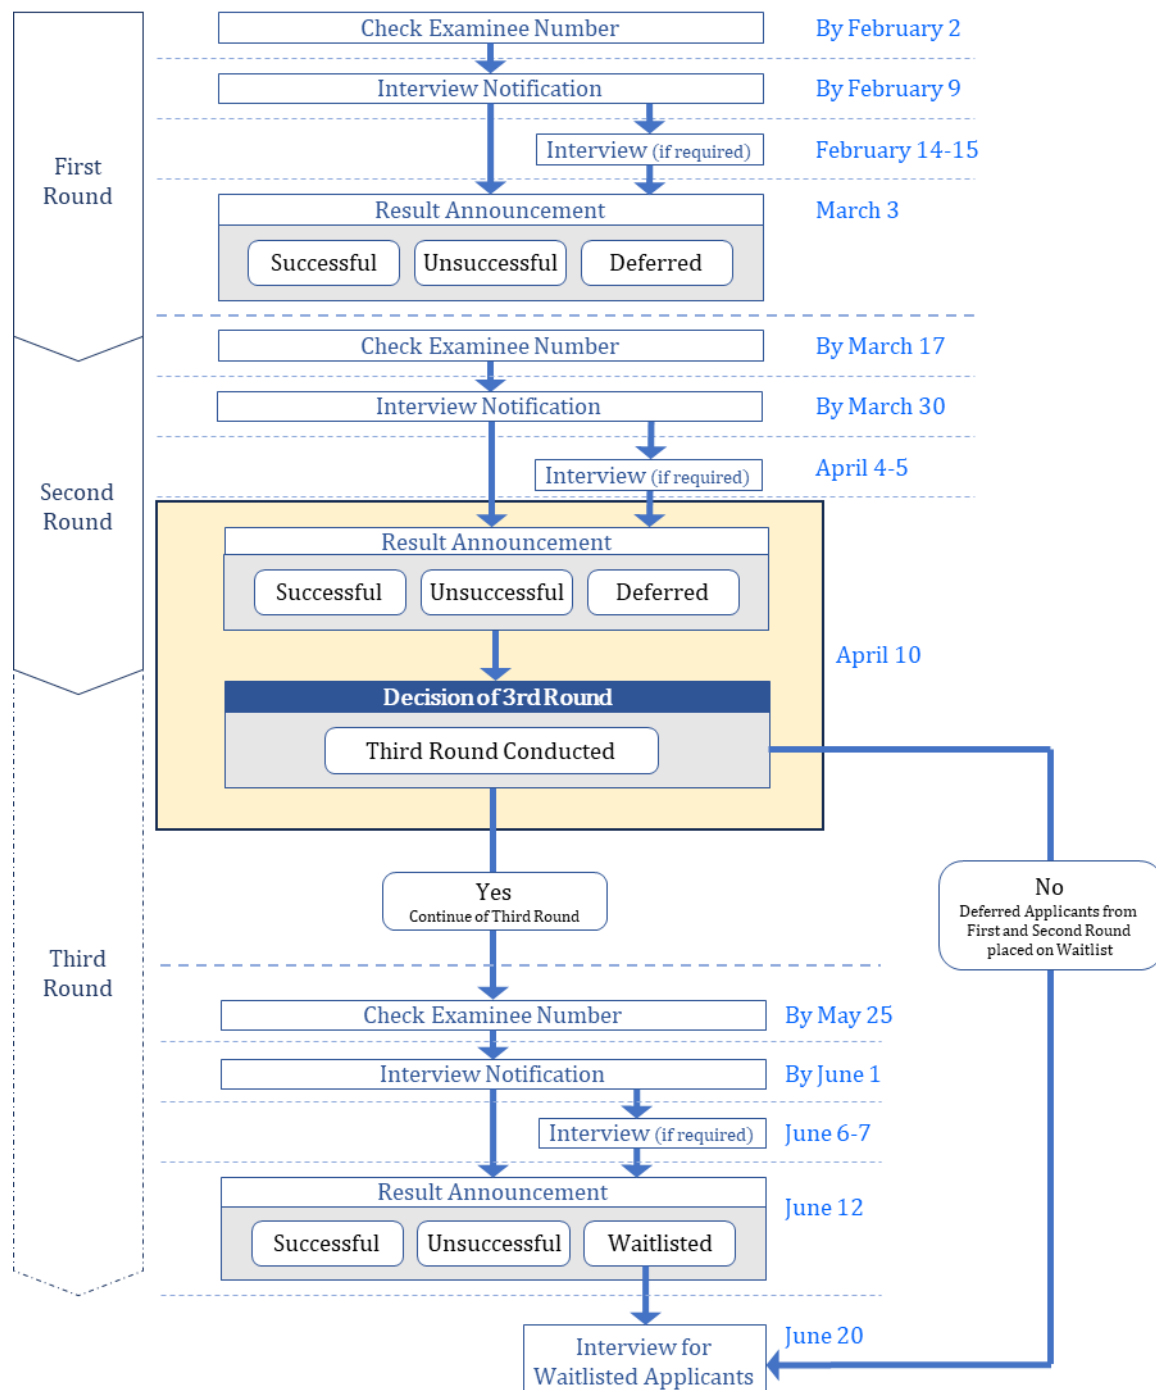 Check Examinee Number
By February 2
Interview Notification
By February 9
Interview (if required)
February 14-15
First
Round
Result Announcement
March 3
Successful
Unsuccessful
Deferred
Check Examinee Number
By March 17
Interview Notification
By March 30
Interview (if required)
April 4-5
Second
Round
Result Announcement
Successful
Unsuccessful
Deferred
April 10
Decision of 3rd Round
Third Round Conducted
Yes
Continue of Third Round
No
Deferred Applicants from
First and Second Round
placed on Waitlist
Third
Round
Check Examinee Number
By May 25
Interview Notification
By June 1
Interview (if required)
June 6-7
Result Announcement
June 12
Successful
Unsuccessful
Waitlisted
Interview for
Waitlisted Applicants
June 20